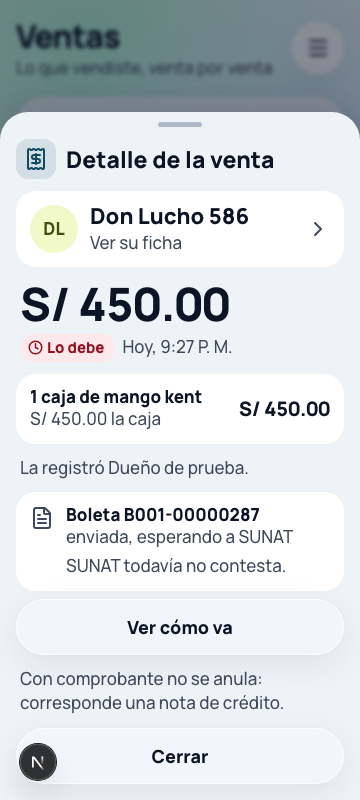 Ventas
Lo que vendiste, venta por venta
Detalle de la venta
DL
Don Lucho 586
Ver su ficha
S/ 450.00
Lo debe
Hoy, 9:27 P. M.
1 caja de mango kent
S/ 450.00 la caja
S/ 450.00
La registró Dueño de prueba.
Boleta B001-00000287
enviada, esperando a SUNAT
SUNAT todavía no contesta.
Ver cómo va
Con comprobante no se anula:
corresponde una nota de crédito.
N
Cerrar